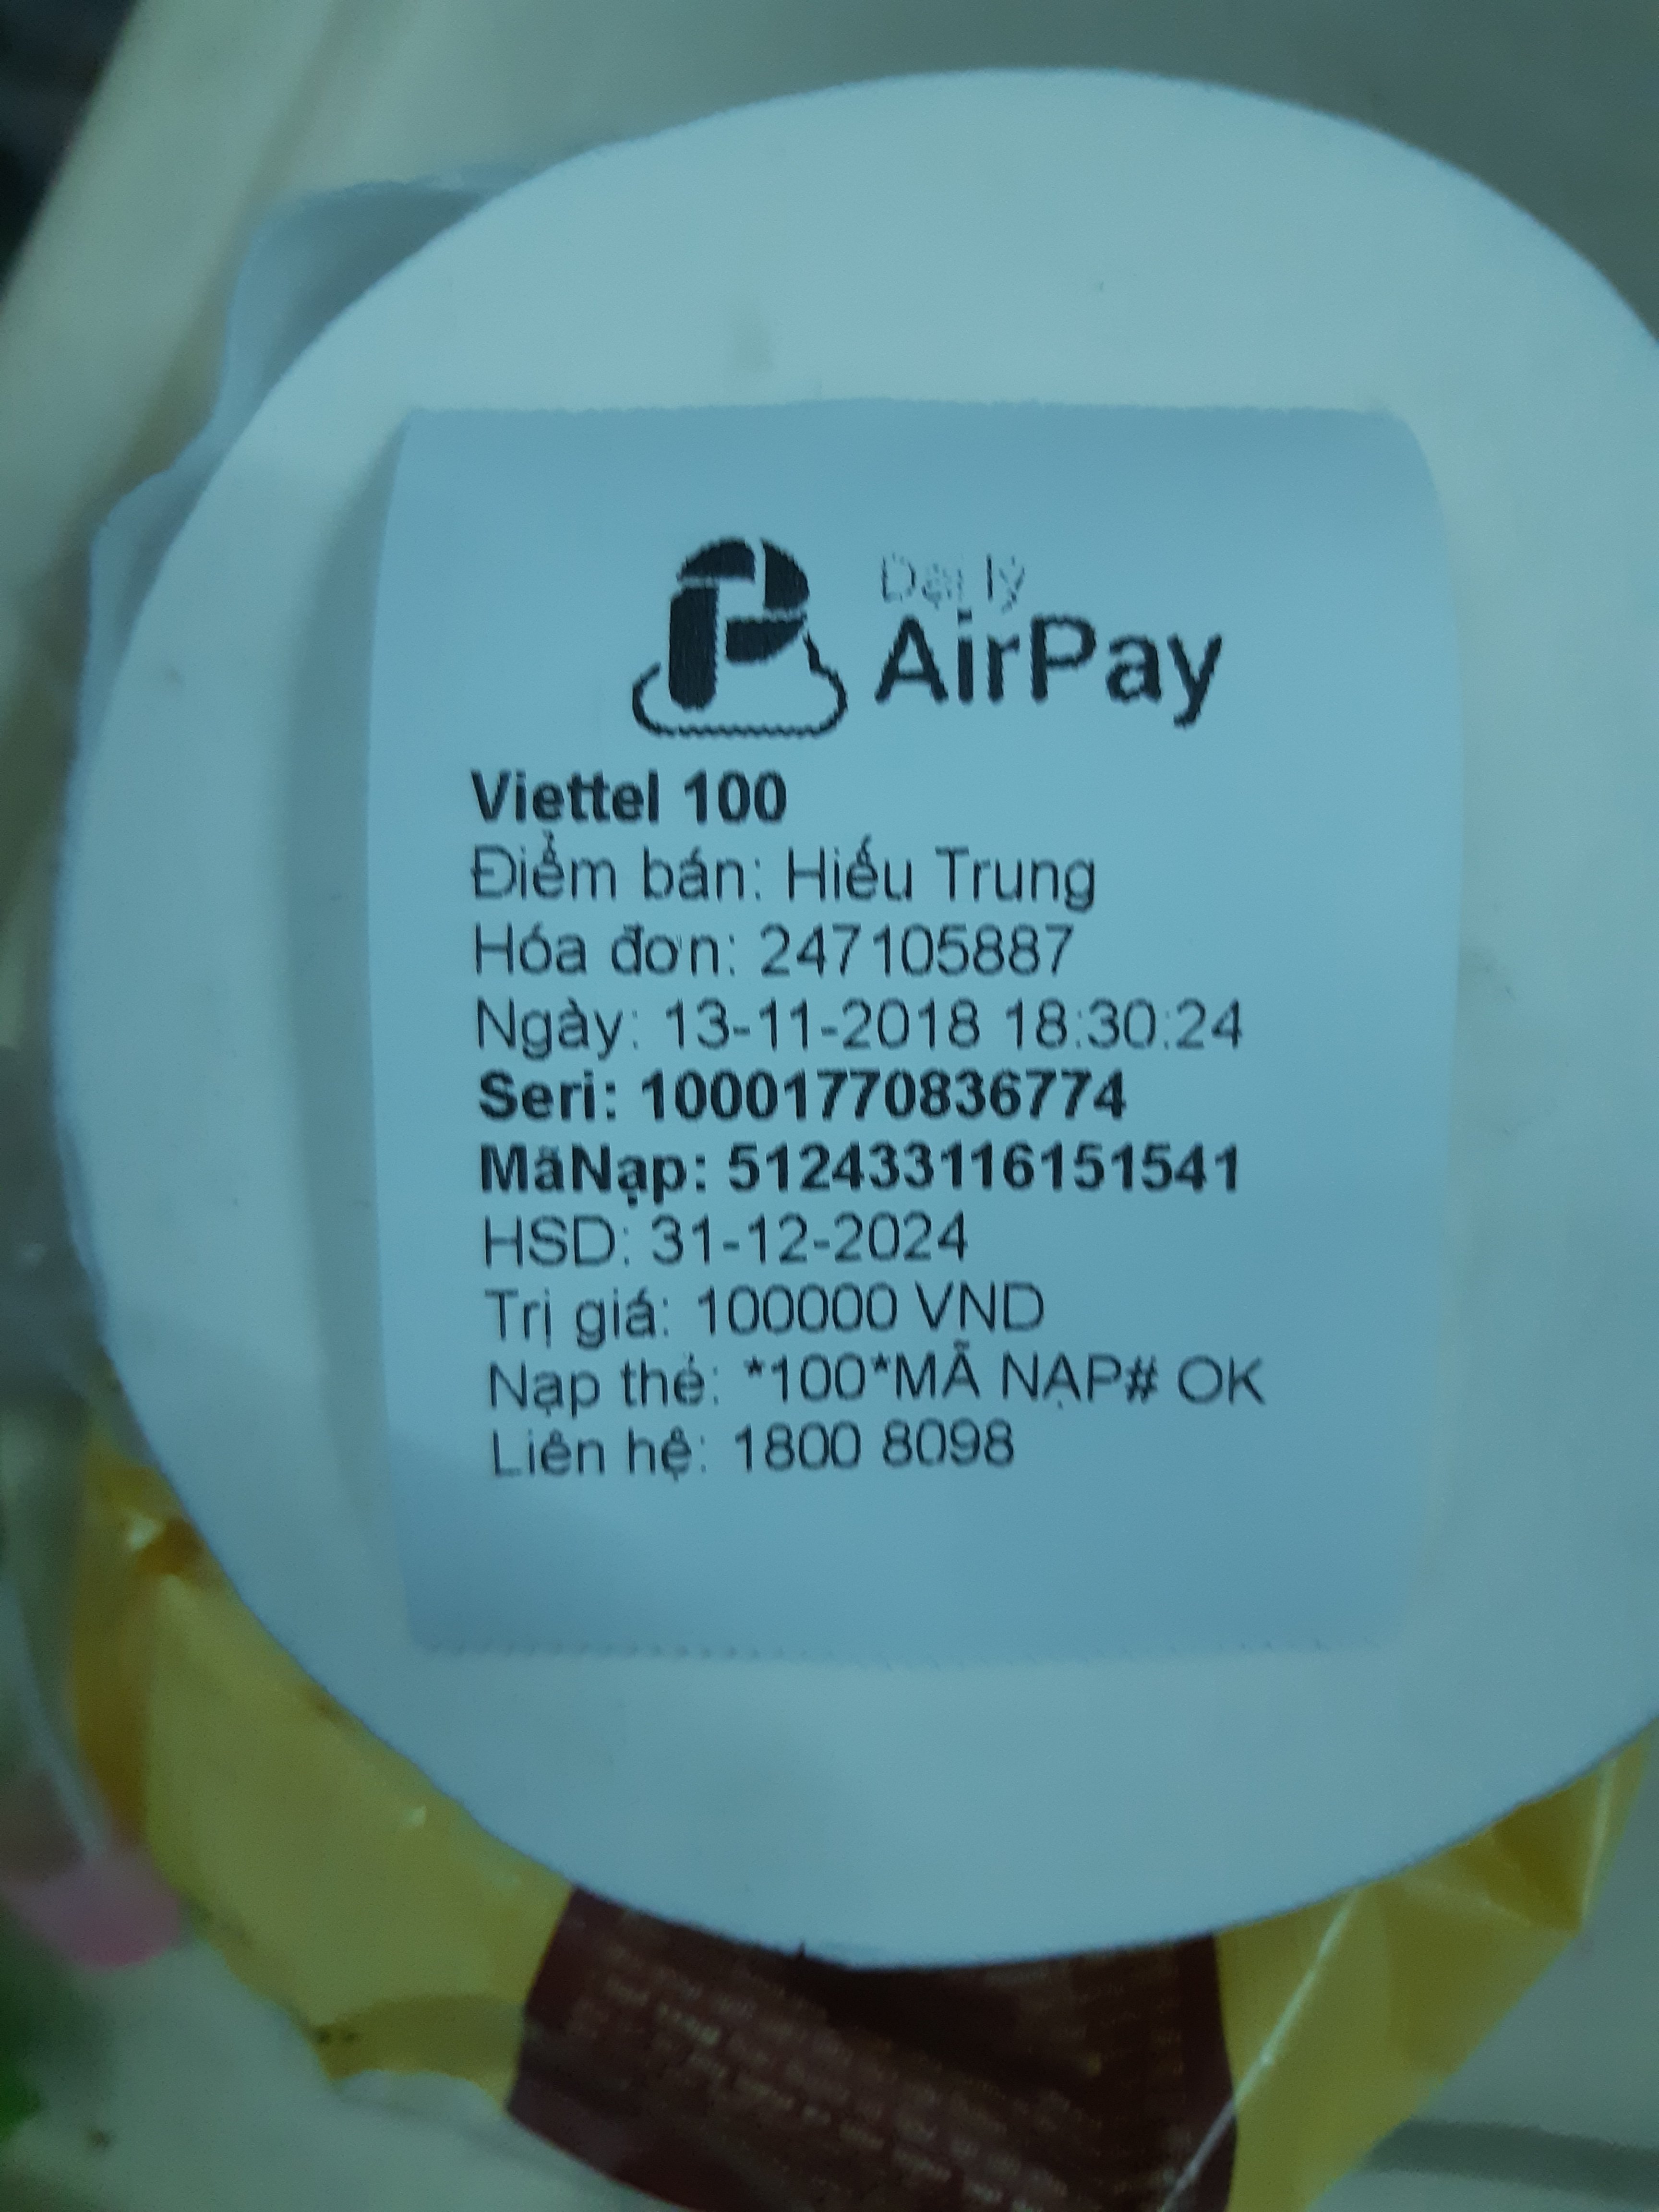 Đại lý
AirPay
Viettel 100
Điểm bán: Hiếu Trung
Hóa đơn: 247105887
Ngày: 13-11-2018 18:30:24
Seri: 10001770836774
MãNạp: 512433116151541
HSD: 31-12-2024
Trị giá: 100000 VND
Nạp thẻ: *100*MÃ NẠP# OK
Liên hệ: 1800 8098